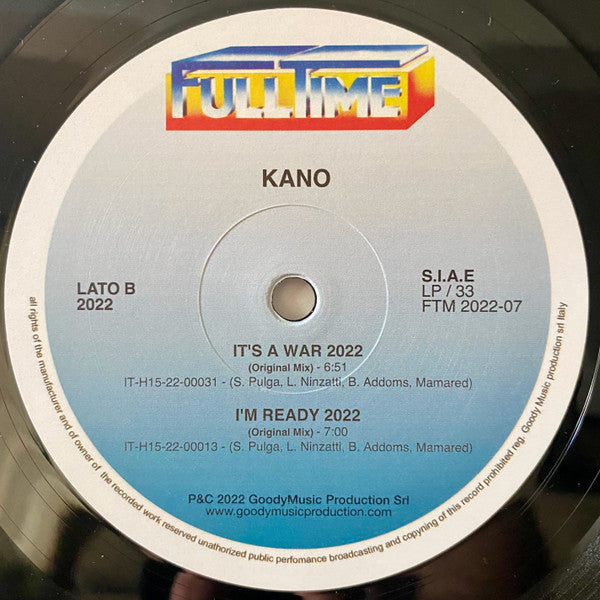 FULLTIME
KANO
LATO B
2022
S.I.A.E
LP / 33
FTM 2022-07
IT'S A WAR 2022
(Original Mix) - 6:51
IT-H15-22-00031 - (S. Pulga, L. Ninzatti, B. Addoms, Mamared)
I'M READY 2022
(Original Mix) - 7:00
IT-H15-22-00013 - (S. Pulga, L. Ninzatti, B. Addoms, Mamared)
P&C 2022 GoodyMusic Production Srl
www.goodymusicproduction.com
all rights of the manufacturer and of owner of the recorded work reserved unathorized public perfomance broadcasting and copyning of this record prohibited reg. Goody Music production srl Italy